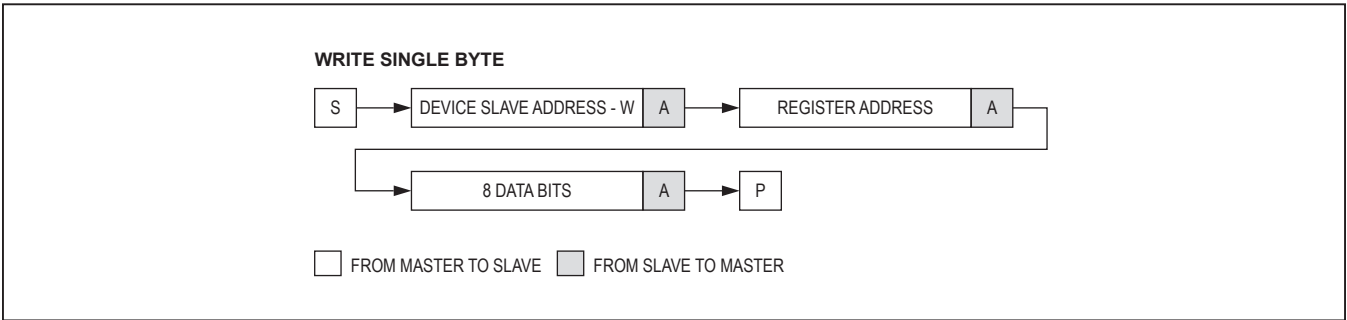 WRITE SINGLE BYTE
S DEVICE SLAVE ADDRESS - W A REGISTER ADDRESS A
8 DATA BITS A P
FROM MASTER TO SLAVE FROM SLAVE TO MASTER